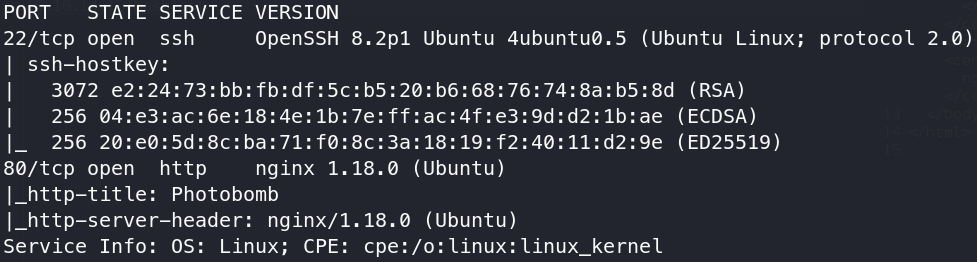 PORT   STATE SERVICE VERSION
22/tcp open  ssh     OpenSSH 8.2p1 Ubuntu 4ubuntu0.5 (Ubuntu Linux; protocol 2.0)
| ssh-hostkey:
|   3072 e2:24:73:bb:fb:df:5c:b5:20:b6:68:76:74:8a:b5:8d (RSA)
|   256 04:e3:ac:6e:18:4e:1b:7e:ff:ac:4f:e3:9d:d2:1b:ae (ECDSA)
|_  256 20:e0:5d:8c:ba:71:f0:8c:3a:18:19:f2:40:11:d2:9e (ED25519)
80/tcp open  http    nginx 1.18.0 (Ubuntu)
|_http-title: Photobomb
|_http-server-header: nginx/1.18.0 (Ubuntu)
Service Info: OS: Linux; CPE: cpe:/o:linux:linux_kernel